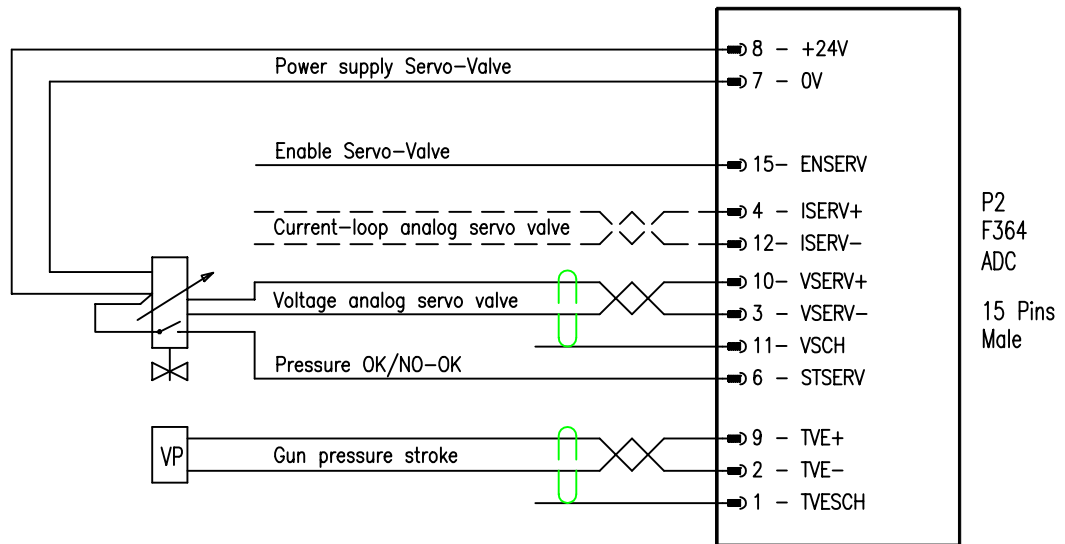 8 - +24V
Power supply Servo-Valve
7 - 0V
Enable Servo-Valve
15- ENSERV
4 - ISERV+
Current-loop analog servo valve
12- ISERV-
10- VSERV+
Voltage analog servo valve
3 - VSERV-
11- VSCH
Pressure OK/NO-OK
6 - STSERV
9 - TVE+
VP
Gun pressure stroke
2 - TVE-
1 - TVESCH
P2
F364
ADC
15 Pins
Male